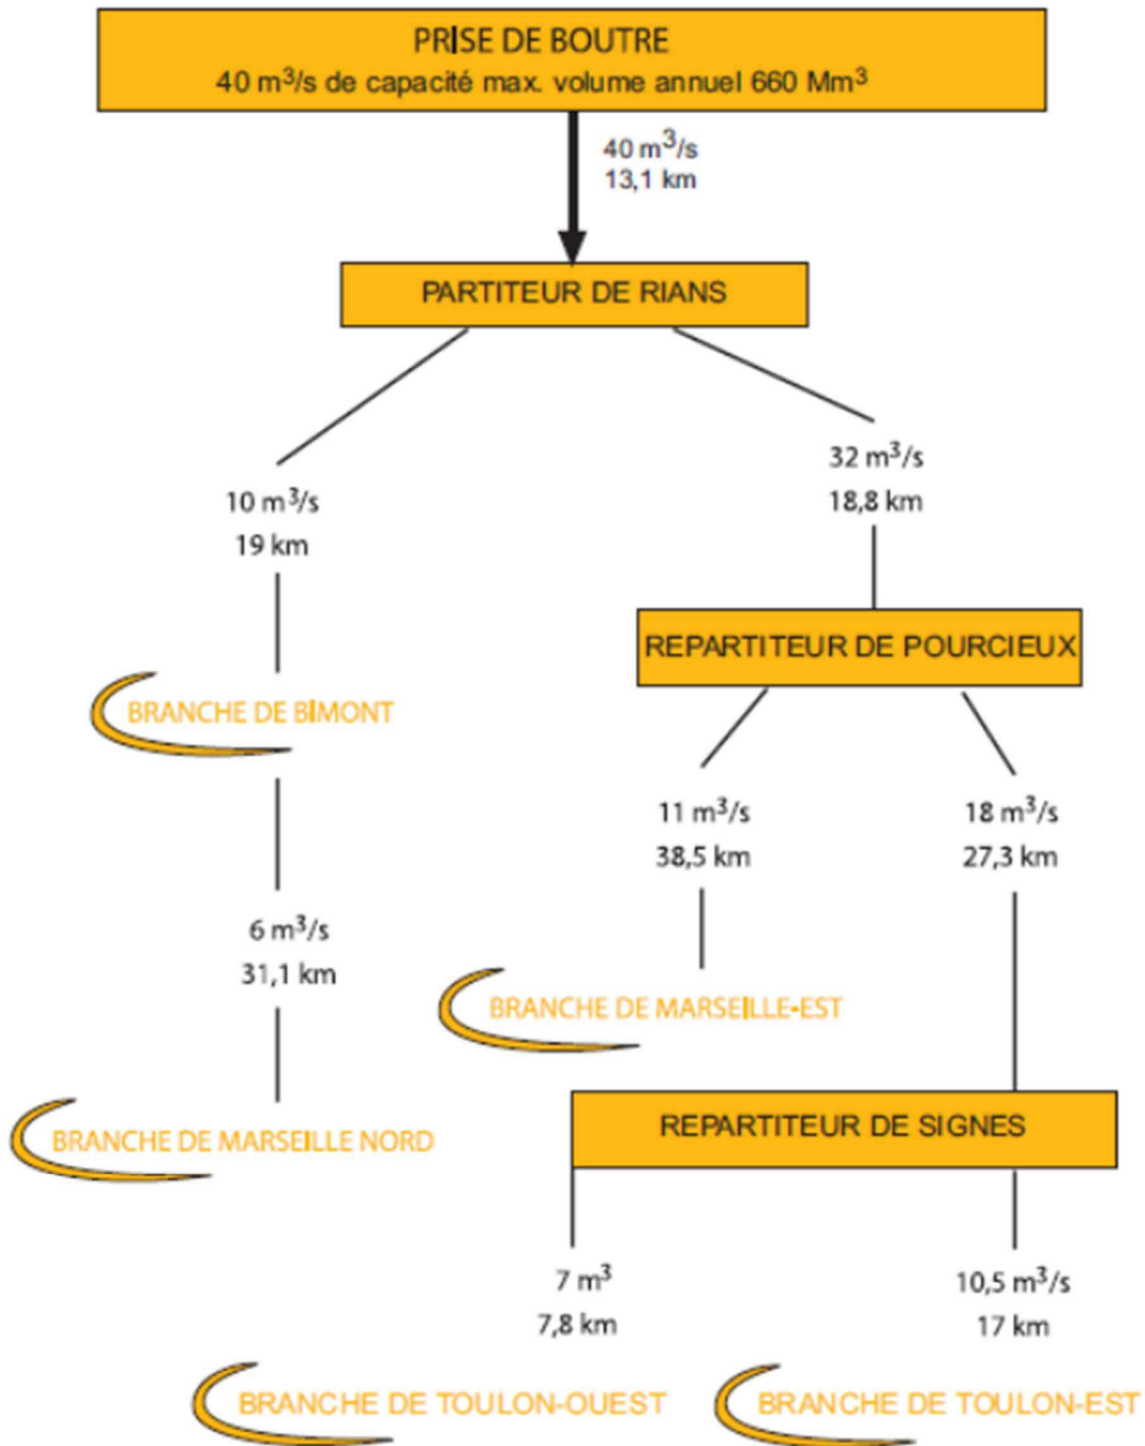 PRISE DE BOUTRE
40 m³/s de capacité max. volume annuel 660 Mm³
40 m³/s
13,1 km
PARTITEUR DE RIANS
10 m³/s
19 km
32 m³/s
18,8 km
REPARTITEUR DE POURCIEUX
BRANCHE DE BIMONT
11 m³/s
38,5 km
18 m³/s
27,3 km
6 m³/s
31,1 km
BRANCHE DE MARSEILLE-EST
BRANCHE DE MARSEILLE NORD
REPARTITEUR DE SIGNES
7 m³
7,8 km
10,5 m³/s
17 km
BRANCHE DE TOULON-OUEST
BRANCHE DE TOULON-EST